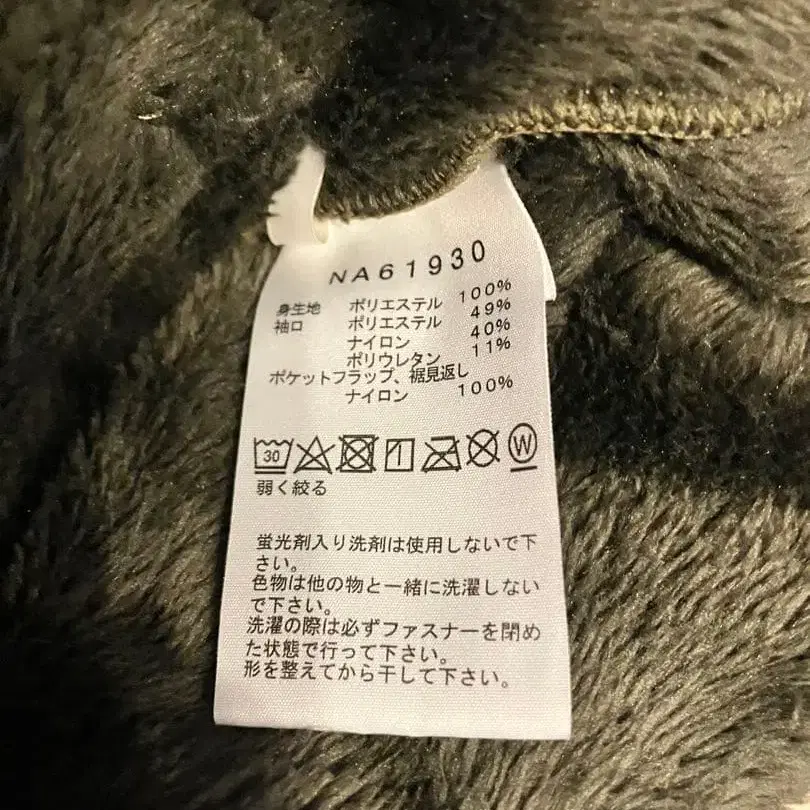 NA61930
身生地 ポリエステル 100%
袖口 ポリエステル 49%
ナイロン 40%
ポリウレタン 11%
ポケットフラップ、裾見返し
ナイロン 100%
30 W
弱く絞る
蛍光剤入り洗剤は使用しないで下
さい。
色物は他の物と一緒に洗濯しない
で下さい。
洗濯の際は必ずファスナーを閉め
た状態で行って下さい。
形を整えてから干して下さい。